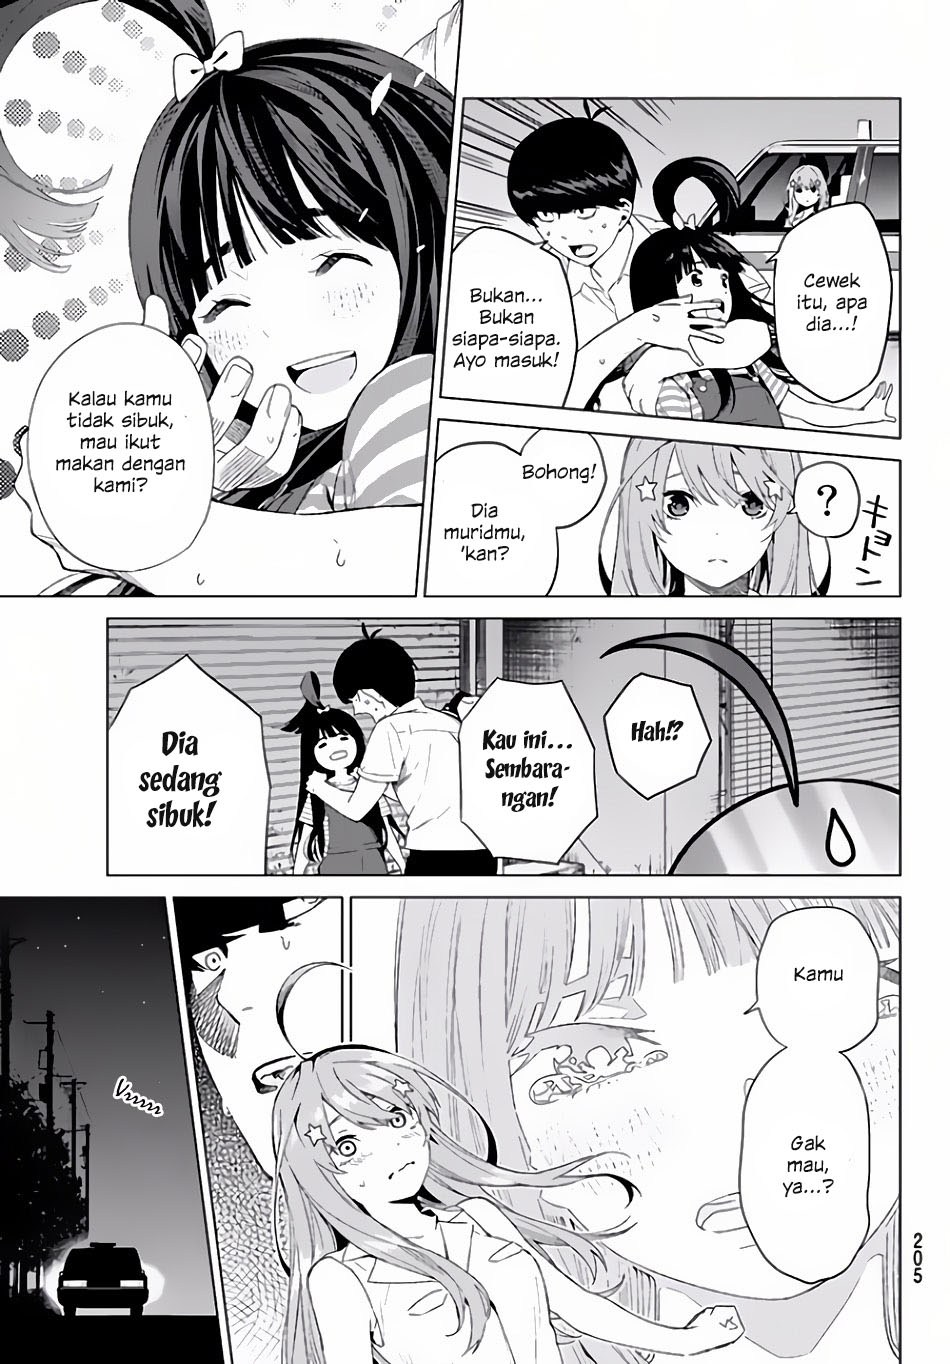 Cewek
itu, apa
dia...!
Bukan...
Bukan
siapa-siapa.
Ayo masuk!
Kalau kamu
tidak sibuk,
mau ikut
makan dengan
kami?
?
キョトン
Bohong!
Dia
muridmu,
'kan?
Hah!?
Kau ini...
Sembara-
ngan!
Dia
sedang
sibuk!
Kamu
Gak
mau,
ya...?
Vrrrrr
205